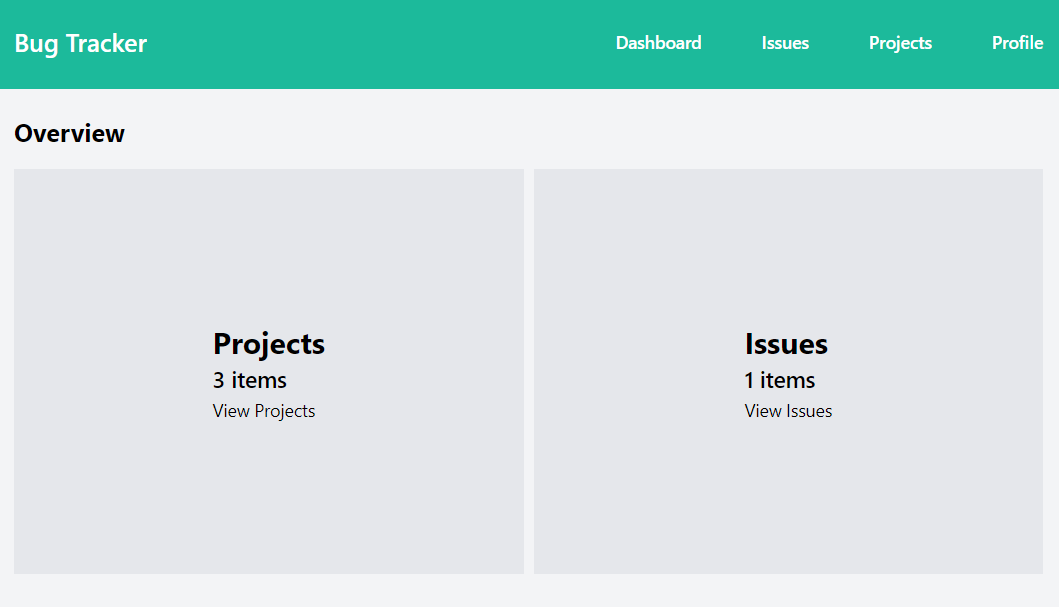 Bug Tracker
Dashboard Issues Projects Profile
Overview
Projects
3 items
View Projects
Issues
1 items
View Issues